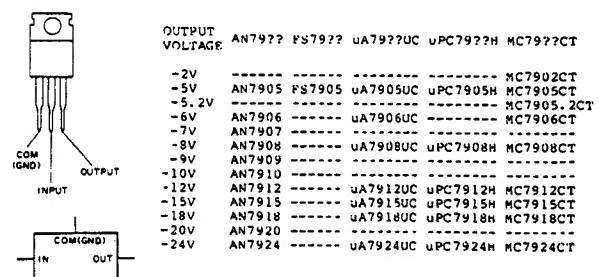 OUTPUT VOLTAGE AN79?? FS79?? uA79??UC uPC79??H MC79??CT
-2V ------ ------ -------- -------- MC7902CT
-5V AN7905 FS7905 uA7905UC uPC7905H MC7905CT
-5.2V ------ ------ -------- -------- MC7905.2CT
-6V AN7906 ------ uA7906UC -------- MC7906CT
-7V AN7907 ------ -------- -------- --------
-8V AN7908 ------ uA7908UC uPC7908H MC7908CT
-9V AN7909 ------ -------- -------- --------
-10V AN7910 ------ -------- -------- --------
-12V AN7912 ------ uA7912UC uPC7912H MC7912CT
-15V AN7915 ------ uA7915UC uPC7915H MC7915CT
-18V AN7918 ------ uA7918UC uPC7918H MC7918CT
-20V AN7920 ------ -------- -------- --------
-24V AN7924 ------ uA7924UC uPC7924H MC7924CT
COM
(GND)
OUTPUT
INPUT
COM(GND)
IN OUT